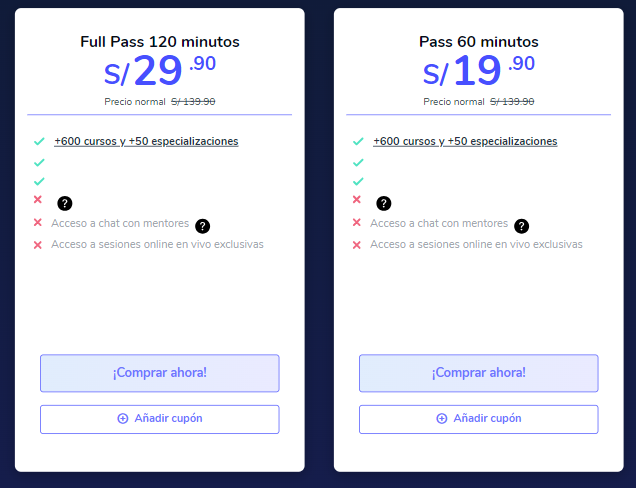 Full Pass 120 minutos
S/29.90
Precio normal S/ 139.90
+600 cursos y +50 especializaciones
?
Acceso a chat con mentores ?
Acceso a sesiones online en vivo exclusivas
¡Comprar ahora!
Añadir cupón
Pass 60 minutos
S/19.90
Precio normal S/ 139.90
+600 cursos y +50 especializaciones
?
Acceso a chat con mentores ?
Acceso a sesiones online en vivo exclusivas
¡Comprar ahora!
Añadir cupón